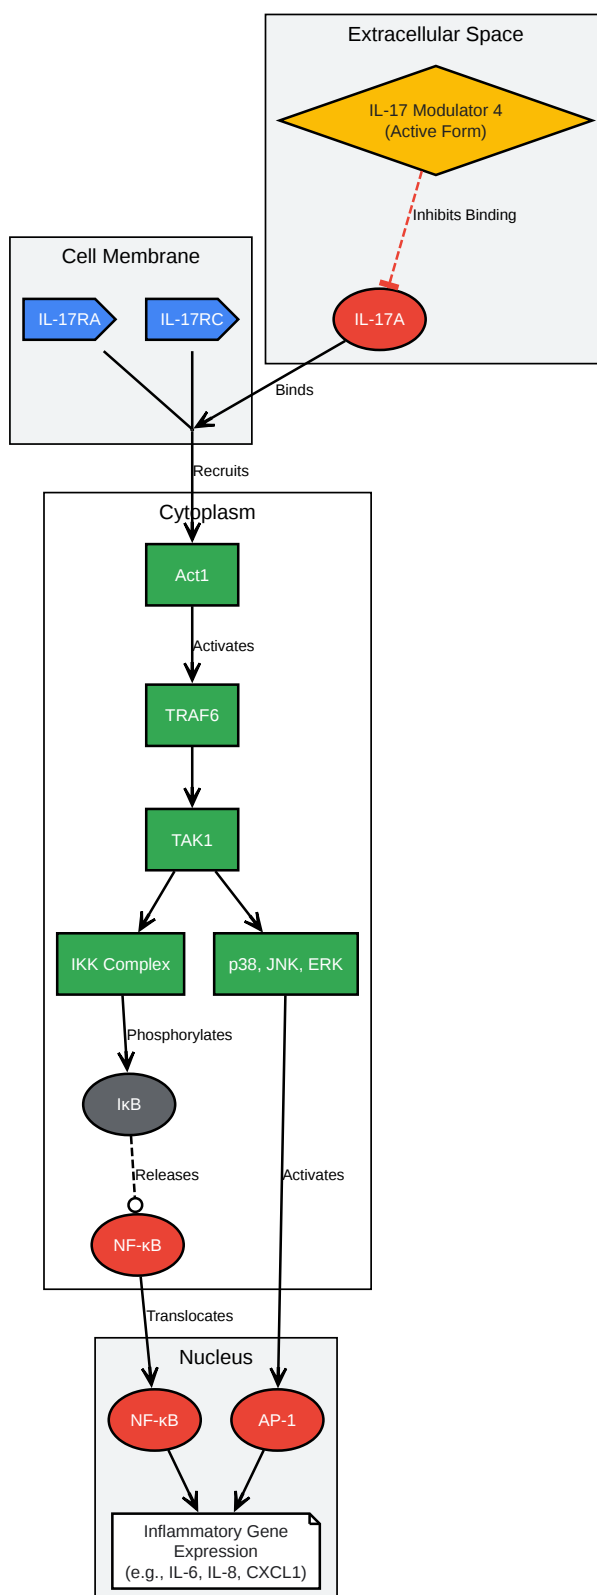 Extracellular Space
IL-17 Modulator 4
(Active Form)
Inhibits Binding
Cell Membrane
IL-17RA
IL-17RC
IL-17A
Binds
Recruits
Cytoplasm
Act1
Activates
TRAF6
TAK1
IKK Complex
p38, JNK, ERK
Phosphorylates
IκB
Releases
Activates
NF-κB
Translocates
Nucleus
NF-κB
AP-1
Inflammatory Gene
Expression
(e.g., IL-6, IL-8, CXCL1)